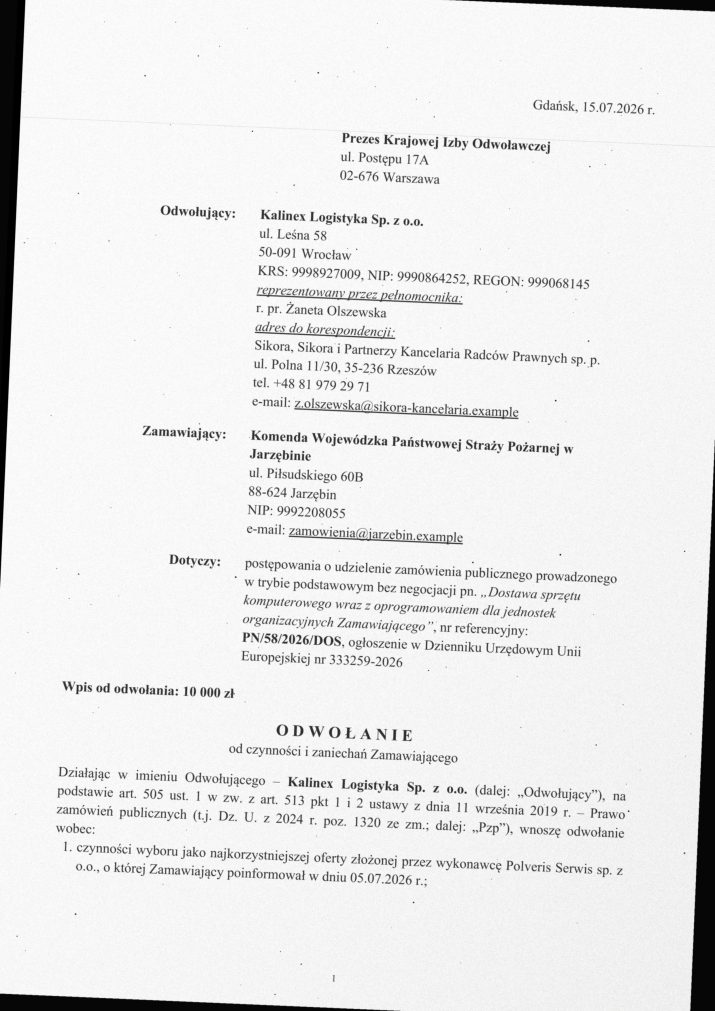 Gdańsk, 15.07.2026 r.
Prezes Krajowej Izby Odwoławczej
ul. Postępu 17A
02-676 Warszawa
Odwołujący: Kalinex Logistyka Sp. z o.o.
ul. Leśna 58
50-091 Wrocław
KRS: 9998927009, NIP: 9990864252, REGON: 999068145
reprezentowany przez pełnomocnika:
r. pr. Żaneta Olszewska
adres do korespondencji:
Sikora, Sikora i Partnerzy Kancelaria Radców Prawnych sp. p.
ul. Polna 11/30, 35-236 Rzeszów
tel. +48 81 979 29 71
e-mail: z.olszewska@sikora-kancelaria.example
Zamawiający: Komenda Wojewódzka Państwowej Straży Pożarnej w
Jarzębinie
ul. Piłsudskiego 60B
88-624 Jarzębin
NIP: 9992208055
e-mail: zamowienia@jarzebin.example
Dotyczy: postępowania o udzielenie zamówienia publicznego prowadzonego
w trybie podstawowym bez negocjacji pn. „Dostawa sprzętu
komputerowego wraz z oprogramowaniem dla jednostek
organizacyjnych Zamawiającego”, nr referencyjny:
PN/58/2026/DOS, ogłoszenie w Dzienniku Urzędowym Unii
Europejskiej nr 333259-2026
Wpis od odwołania: 10 000 zł
ODWOŁANIE
od czynności i zaniechań Zamawiającego
Działając w imieniu Odwołującego – Kalinex Logistyka Sp. z o.o. (dalej: „Odwołujący”), na
podstawie art. 505 ust. 1 w zw. z art. 513 pkt 1 i 2 ustawy z dnia 11 września 2019 r. – Prawo
zamówień publicznych (t.j. Dz. U. z 2024 r. poz. 1320 ze zm.; dalej: „Pzp”), wnoszę odwołanie
wobec:
1. czynności wyboru jako najkorzystniejszej oferty złożonej przez wykonawcę Polveris Serwis sp. z
o.o., o której Zamawiający poinformował w dniu 05.07.2026 r.;
1